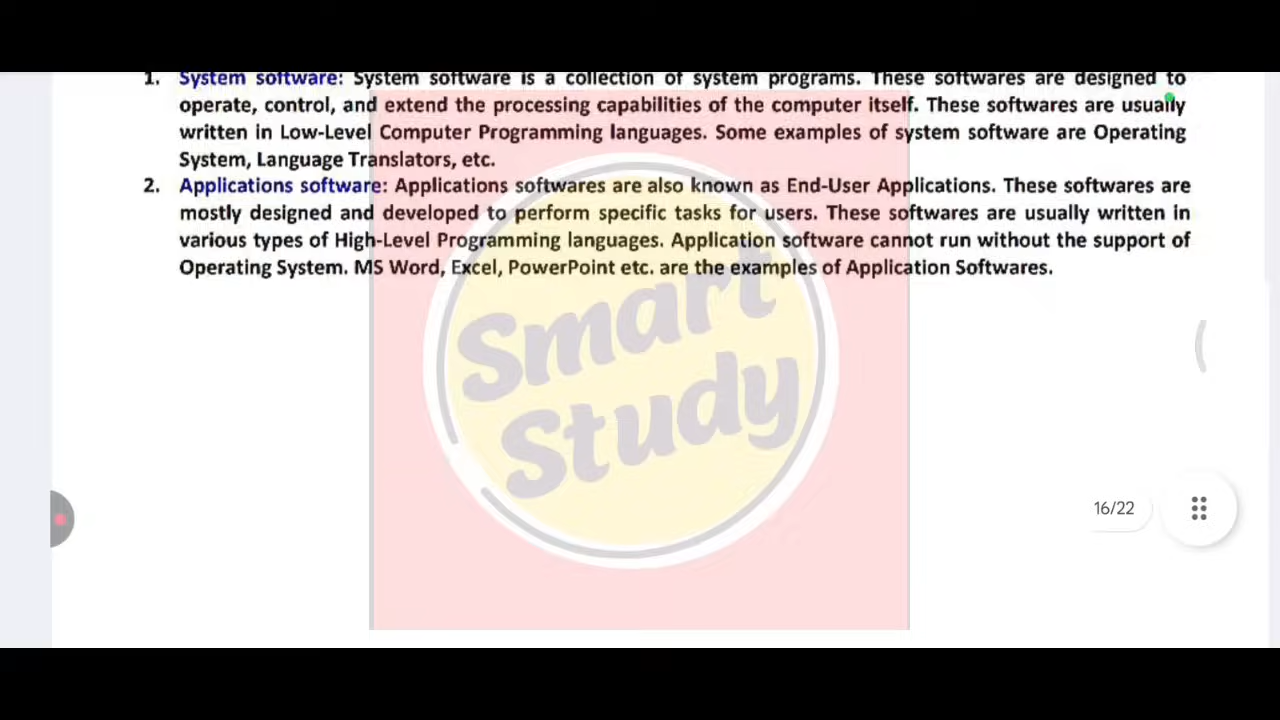 1. System software: System software is a collection of system programs. These softwares are designed to
operate, control, and extend the processing capabilities of the computer itself. These softwares are usually
written in Low-Level Computer Programming languages. Some examples of system software are Operating
System, Language Translators, etc.
2. Applications software: Applications softwares are also known as End-User Applications. These softwares are
mostly designed and developed to perform specific tasks for users. These softwares are usually written in
various types of High-Level Programming languages. Application software cannot run without the support of
Operating System. MS Word, Excel, PowerPoint etc. are the examples of Application Softwares.
Smart
Study
16/22